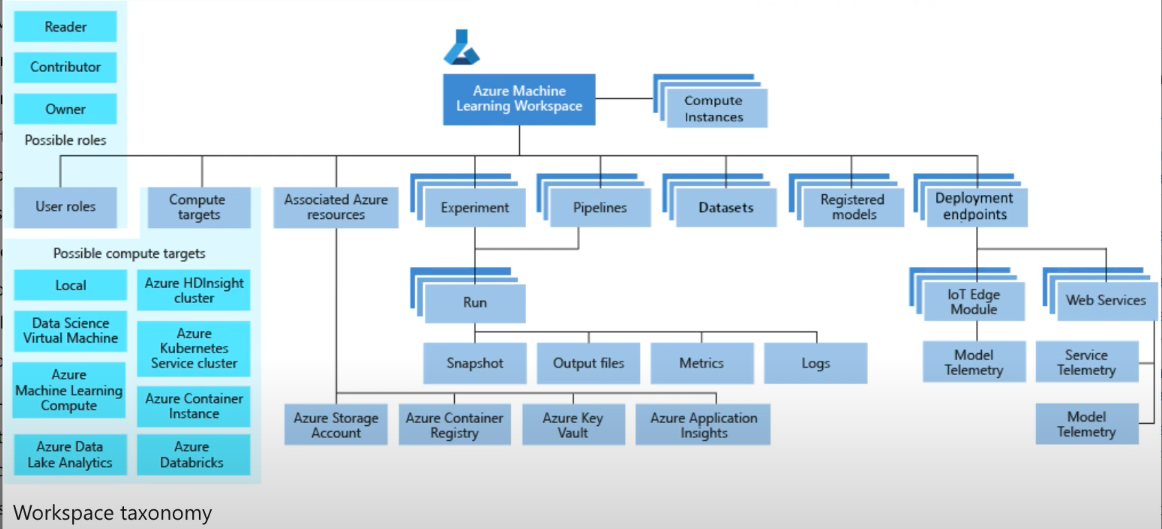 Reader
Contributor
Owner
Possible roles
Azure Machine
Learning Workspace
Compute
Instances
User roles
Compute
targets
Associated Azure
resources
Experiment
Pipelines
Datasets
Registered
models
Deployment
endpoints
Possible compute targets
Local
Azure HDInsight
cluster
Data Science
Virtual Machine
Azure
Kubernetes
Service cluster
Azure
Machine Learning
Compute
Azure Container
Instance
Azure Data
Lake Analytics
Azure
Databricks
Run
Snapshot
Output files
Metrics
Logs
Azure Storage
Account
Azure Container
Registry
Azure Key
Vault
Azure Application
Insights
IoT Edge
Module
Web Services
Model
Telemetry
Service
Telemetry
Model
Telemetry
Workspace taxonomy